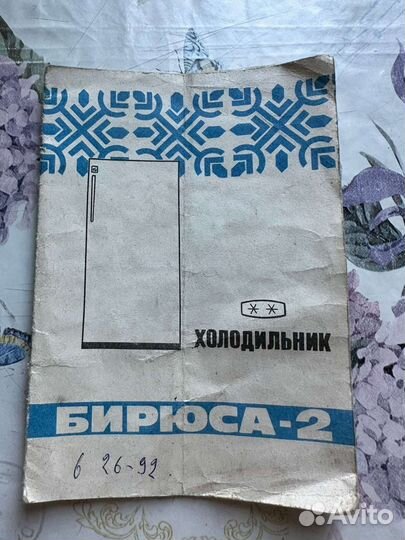 * *
ХОЛОДИЛЬНИК
БИРЮСА-2
6 26-92
Avito